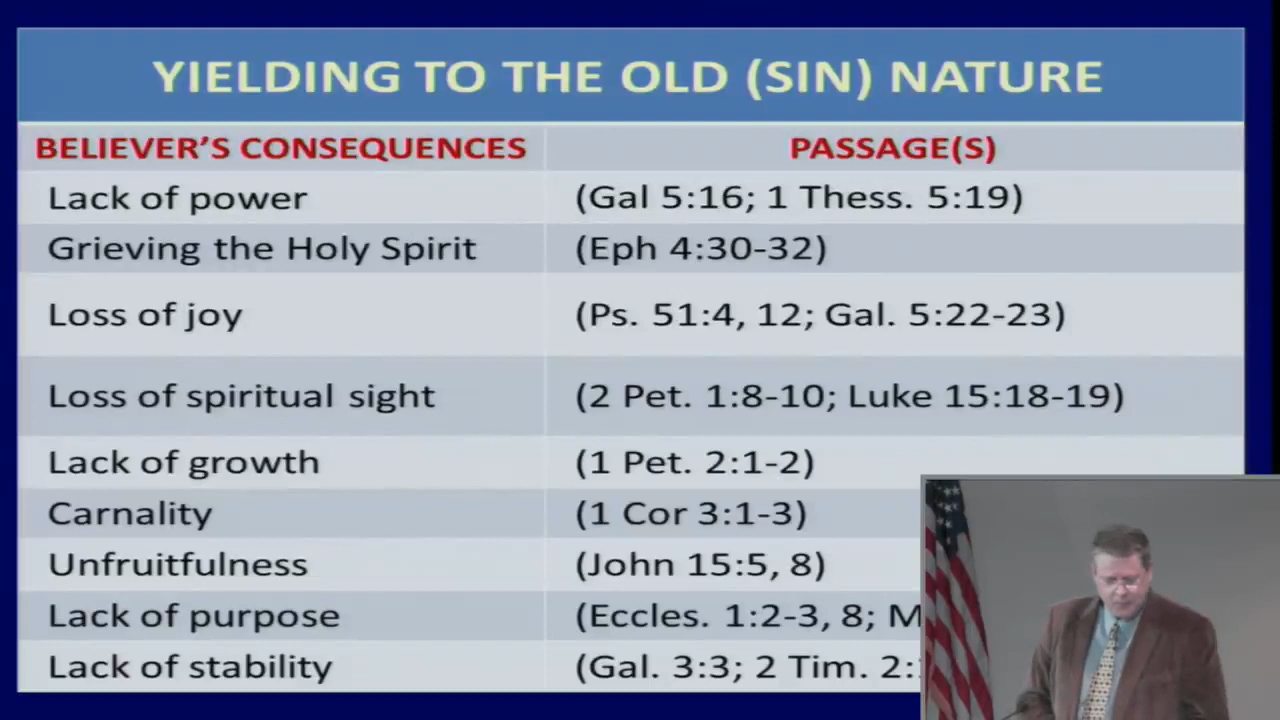 YIELDING TO THE OLD (SIN) NATURE
BELIEVER'S CONSEQUENCES PASSAGE(S)
Lack of power (Gal 5:16; 1 Thess. 5:19)
Grieving the Holy Spirit (Eph 4:30-32)
Loss of joy (Ps. 51:4, 12; Gal. 5:22-23)
Loss of spiritual sight (2 Pet. 1:8-10; Luke 15:18-19)
Lack of growth (1 Pet. 2:1-2)
Carnality (1 Cor 3:1-3)
Unfruitfulness (John 15:5, 8)
Lack of purpose (Eccles. 1:2-3, 8;
Lack of stability (Gal. 3:3; 2 Tim. 2: